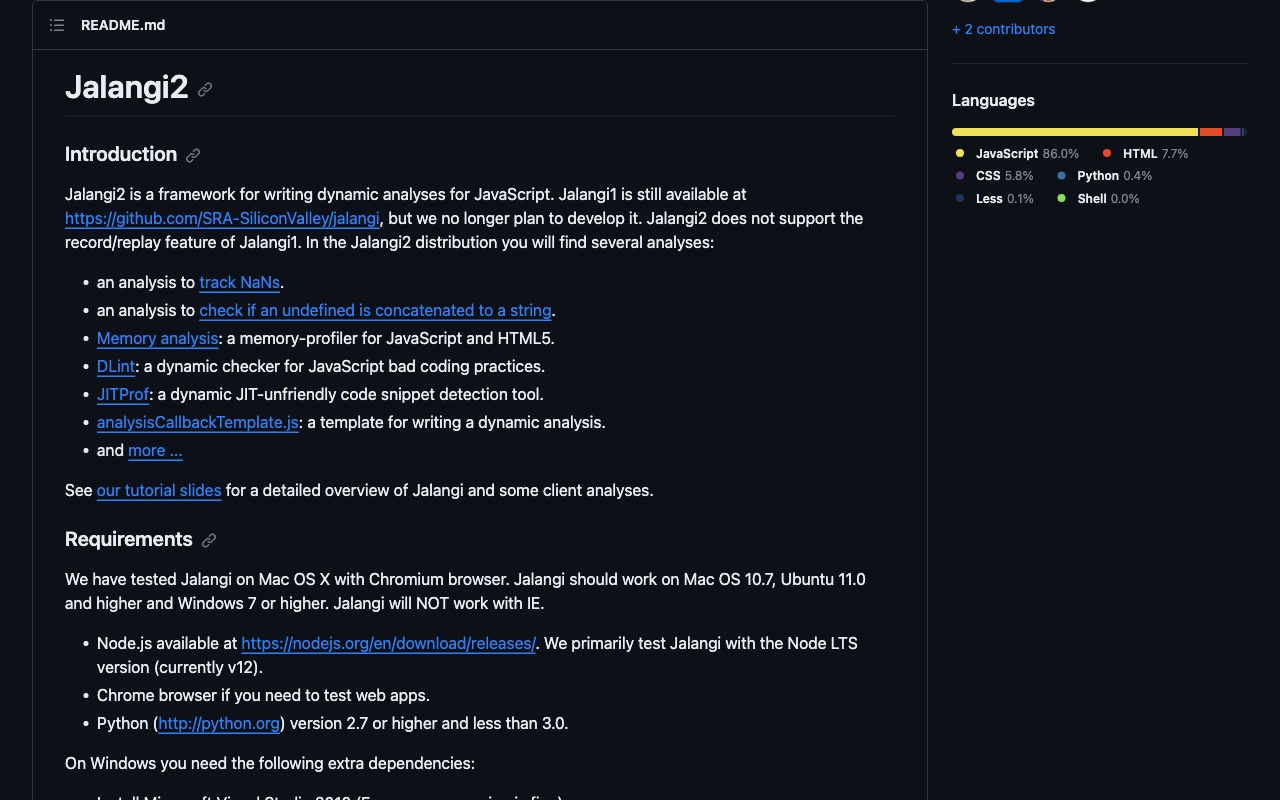 README.md
Jalangi2
Introduction
Jalangi2 is a framework for writing dynamic analyses for JavaScript. Jalangi1 is still available at
https://github.com/SRA-SiliconValley/jalangi, but we no longer plan to develop it. Jalangi2 does not support the
record/replay feature of Jalangi1. In the Jalangi2 distribution you will find several analyses:
• an analysis to track NaNs.
• an analysis to check if an undefined is concatenated to a string.
• Memory analysis: a memory-profiler for JavaScript and HTML5.
• DLint: a dynamic checker for JavaScript bad coding practices.
• JITProf: a dynamic JIT-unfriendly code snippet detection tool.
• analysisCallbackTemplate.js: a template for writing a dynamic analysis.
• and more ...
See our tutorial slides for a detailed overview of Jalangi and some client analyses.
Requirements
We have tested Jalangi on Mac OS X with Chromium browser. Jalangi should work on Mac OS 10.7, Ubuntu 11.0
and higher and Windows 7 or higher. Jalangi will NOT work with IE.
• Node.js available at https://nodejs.org/en/download/releases/. We primarily test Jalangi with the Node LTS
version (currently v12).
• Chrome browser if you need to test web apps.
• Python (http://python.org) version 2.7 or higher and less than 3.0.
On Windows you need the following extra dependencies:
+ 2 contributors
Languages
JavaScript 86.0% HTML 7.7%
CSS 5.8% Python 0.4%
Less 0.1% Shell 0.0%